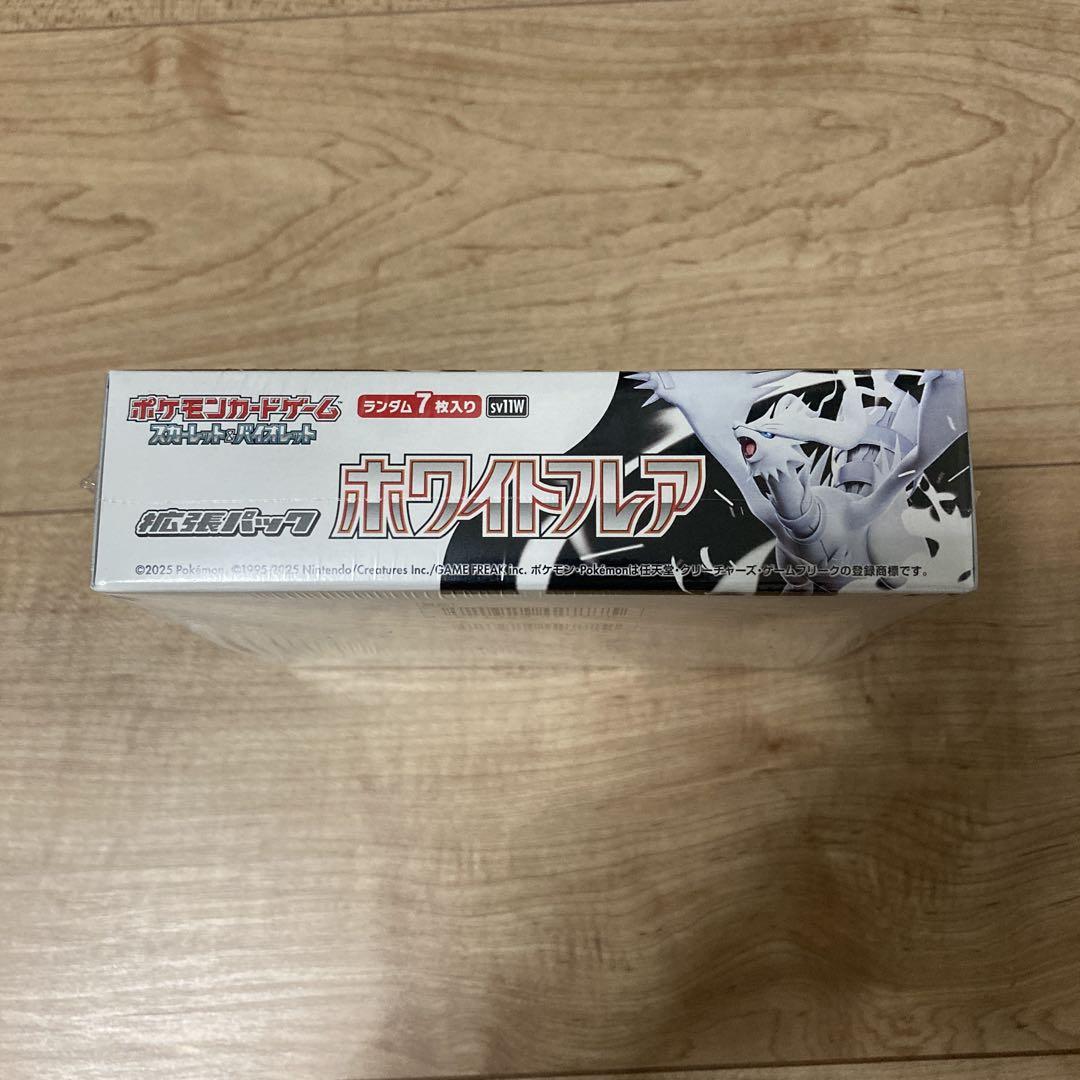 ポケモンカードゲーム
スカーレット&バイオレット
ランダム7枚入り sv11W
拡張パック ホワイトフレア
©2025 Pokémon. ©1995-2025 Nintendo/Creatures Inc./GAME FREAK inc. ポケモン・Pokémonは任天堂・クリーチャーズ・ゲームフリークの登録商標です。